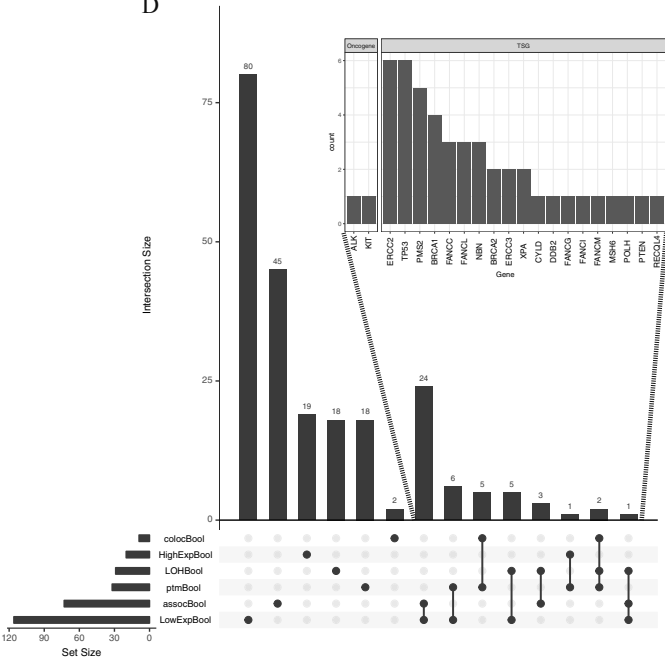 D
Oncogene TSG
6
4
2
0
count
ALK KIT ERCC2 TP53 PMS2 BRCA1 FANCC FANCL NBN BRCA2 ERCC3 XPA CYLD DDB2 FANCG FANCI FANCM MSH6 POLH PTEN RECQL4
Gene
75
50
25
0
Intersection Size
80 45 19 18 18 2 24 6 5 5 3 1 2 1
colocBool
HighExpBool
LOHBool
ptmBool
assocBool
LowExpBool
120 90 60 30 0
Set Size